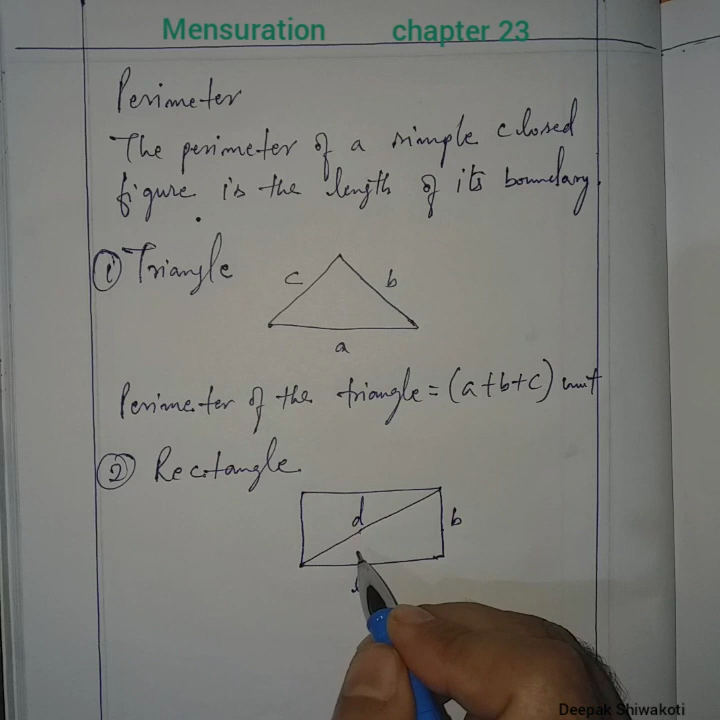 Mensuration chapter 23
Perimeter
The perimeter of a simple closed
figure is the length of its boundary.
① Triangle
c b
a
Perimeter of the triangle = (a+b+c) unit
② Rectangle
d b
Deepak Shiwakoti